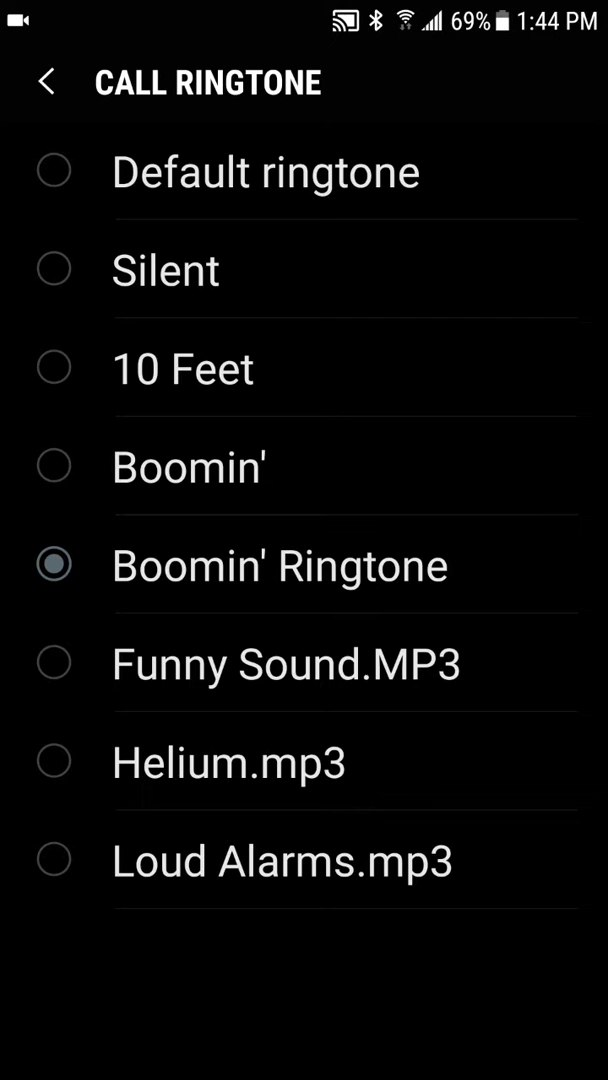 69% 1:44 PM
CALL RINGTONE
Default ringtone
Silent
10 Feet
Boomin'
Boomin' Ringtone
Funny Sound.MP3
Helium.mp3
Loud Alarms.mp3